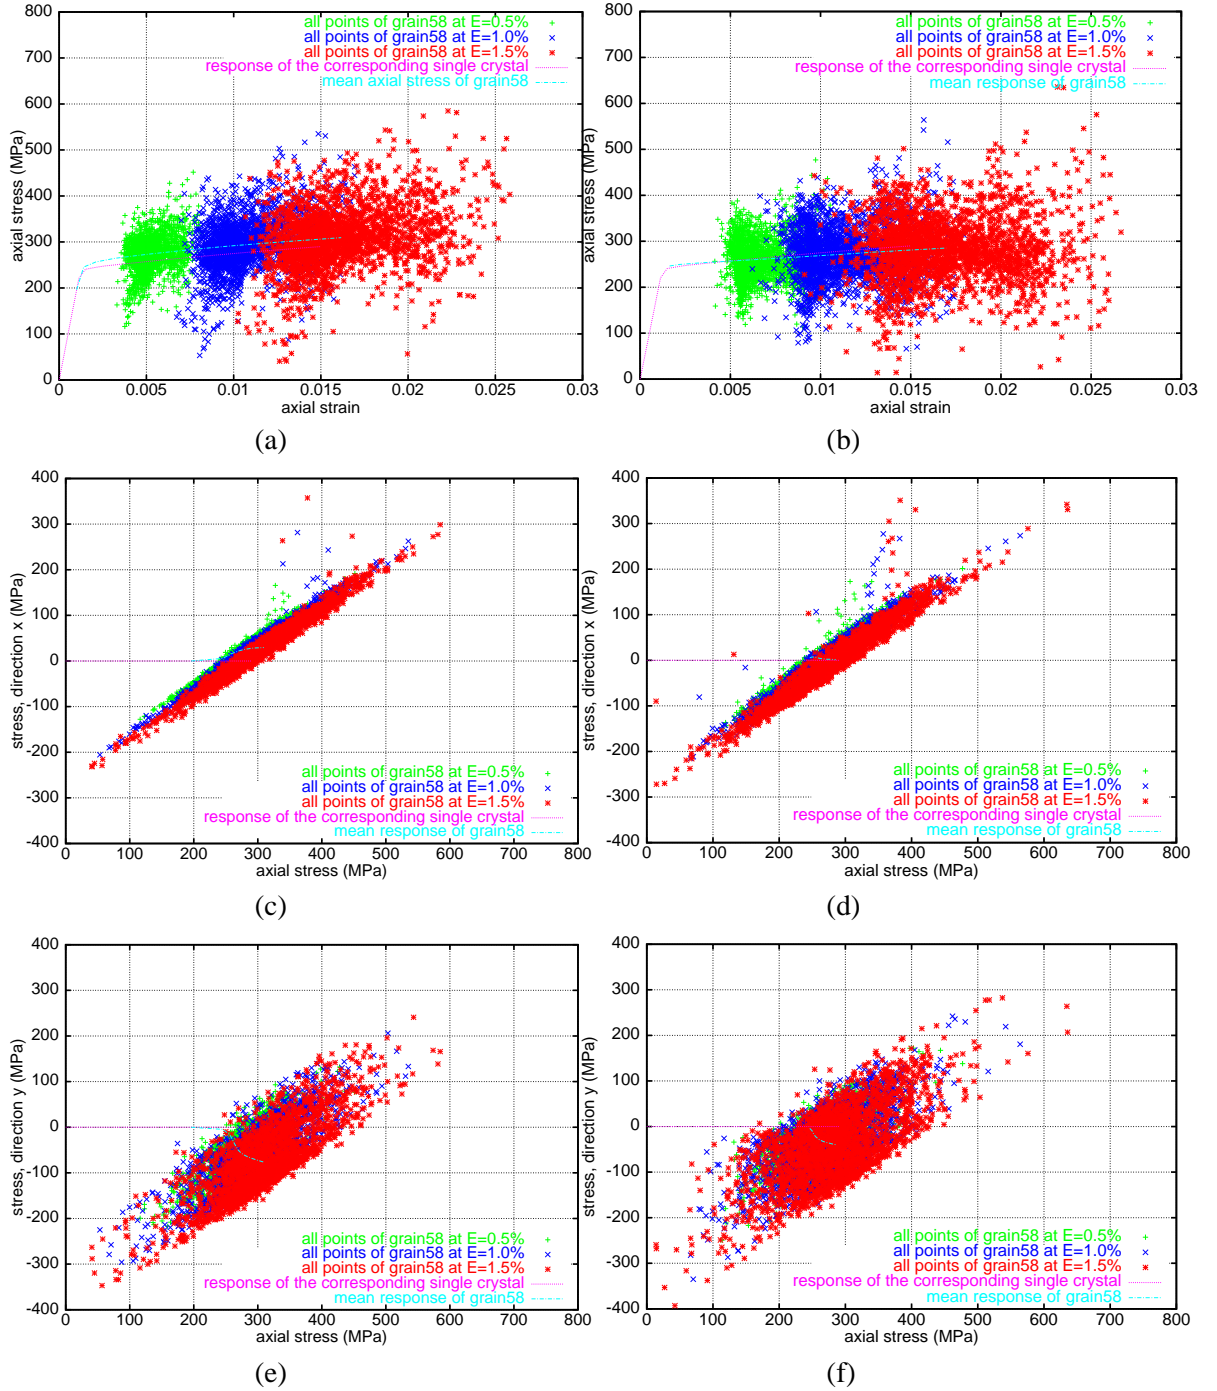 800
700
600
500
400
300
200
100
0
axial stress (MPa)
all points of grain58 at E=0.5%
all points of grain58 at E=1.0%
all points of grain58 at E=1.5%
response of the corresponding single crystal
mean axial stress of grain58
0 0.005 0.01 0.015 0.02 0.025 0.03
axial strain
(a)
800
700
600
500
400
300
200
100
0
axial stress (MPa)
all points of grain58 at E=0.5%
all points of grain58 at E=1.0%
all points of grain58 at E=1.5%
response of the corresponding single crystal
mean response of grain58
0 0.005 0.01 0.015 0.02 0.025 0.03
axial strain
(b)
400
300
200
100
0
-100
-200
-300
-400
stress, direction x (MPa)
all points of grain58 at E=0.5%
all points of grain58 at E=1.0%
all points of grain58 at E=1.5%
response of the corresponding single crystal
mean response of grain58
0 100 200 300 400 500 600 700 800
axial stress (MPa)
(c)
400
300
200
100
0
-100
-200
-300
-400
stress, direction x (MPa)
all points of grain58 at E=0.5%
all points of grain58 at E=1.0%
all points of grain58 at E=1.5%
response of the corresponding single crystal
mean response of grain58
0 100 200 300 400 500 600 700 800
axial stress (MPa)
(d)
400
300
200
100
0
-100
-200
-300
-400
stress, direction y (MPa)
all points of grain58 at E=0.5%
all points of grain58 at E=1.0%
all points of grain58 at E=1.5%
response of the corresponding single crystal
mean response of grain58
0 100 200 300 400 500 600 700 800
axial stress (MPa)
(e)
400
300
200
100
0
-100
-200
-300
-400
stress, direction y (MPa)
all points of grain58 at E=0.5%
all points of grain58 at E=1.0%
all points of grain58 at E=1.5%
response of the corresponding single crystal
mean response of grain58
0 100 200 300 400 500 600 700 800
axial stress (MPa)
(f)